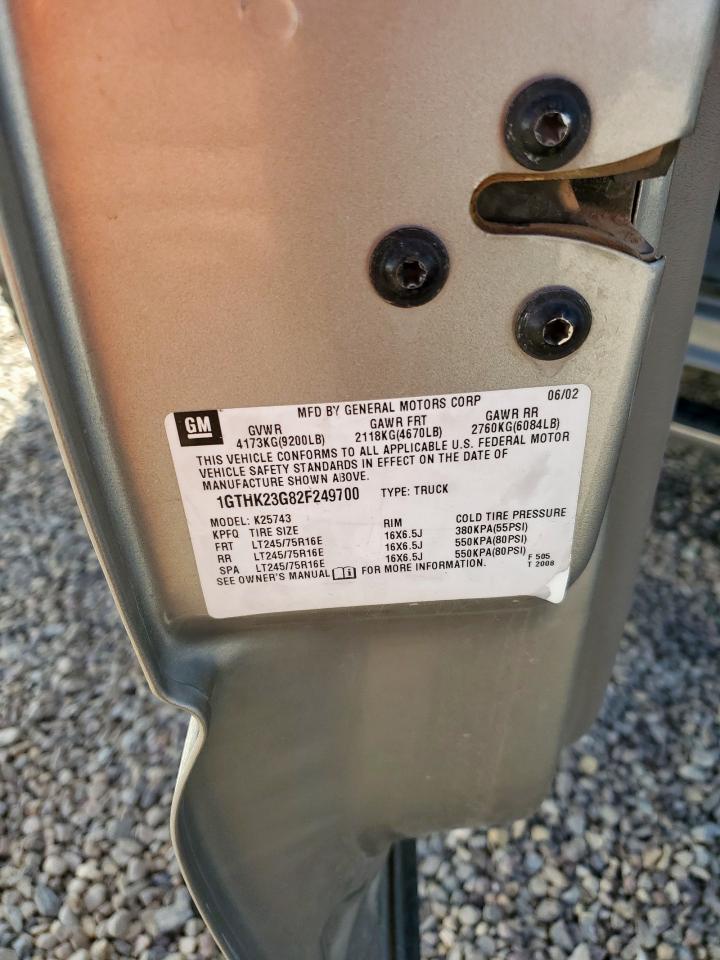 GM
MFD BY GENERAL MOTORS CORP 06/02
GVWR GAWR FRT GAWR RR
4173KG(9200LB) 2118KG(4670LB) 2760KG(6084LB)
THIS VEHICLE CONFORMS TO ALL APPLICABLE U.S. FEDERAL MOTOR
VEHICLE SAFETY STANDARDS IN EFFECT ON THE DATE OF
MANUFACTURE SHOWN ABOVE.
1GTHK23G82F249700 TYPE: TRUCK
MODEL: K25743
KPFQ TIRE SIZE RIM COLD TIRE PRESSURE
FRT LT245/75R16E 16X6.5J 380KPA(55PSI)
RR LT245/75R16E 16X6.5J 550KPA(80PSI)
SPA LT245/75R16E 16X6.5J 550KPA(80PSI)
SEE OWNER'S MANUAL FOR MORE INFORMATION.
F 505
T 2008